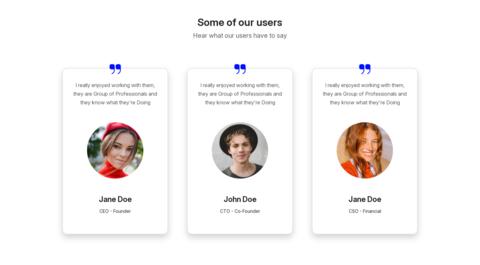 Some of our users
Hear what our users have to say
I really enjoyed working with them,
they are Group of Professionals and
they know what they're Doing
Jane Doe
CEO - Founder
I really enjoyed working with them,
they are Group of Professionals and
they know what they're Doing
John Doe
CTO - Co-Founder
I really enjoyed working with them,
they are Group of Professionals and
they know what they're Doing
Jane Doe
CSO - Financial